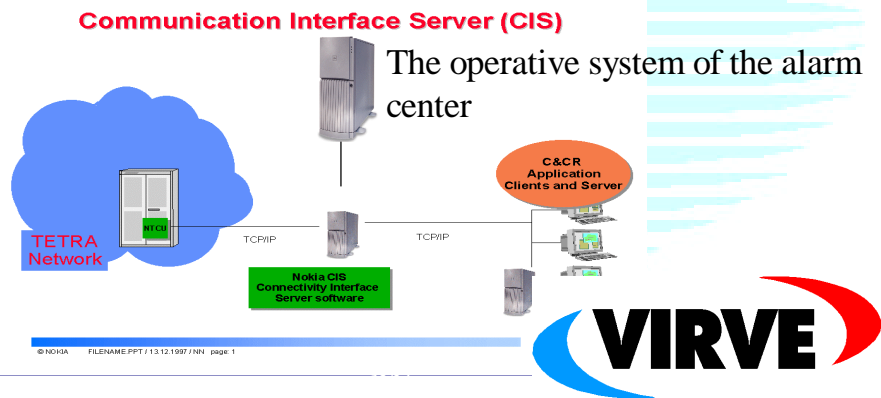 Communication Interface Server (CIS)
The operative system of the alarm
center
C&CR
Application
Clients and Server
NTCU
TETRA
Network
TCP/IP
TCP/IP
Nokia CIS
Connectivity Interface
Server software
VIRVE
© NOKIA FILENAME.PPT / 13.12.1997 / NN page: 1